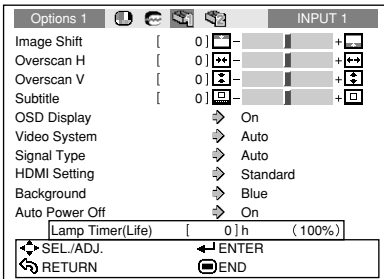 Options 1 INPUT 1
Image Shift [ 0 ] - +
Overscan H [ 0 ] - +
Overscan V [ 0 ] - +
Subtitle [ 0 ] - +
OSD Display On
Video System Auto
Signal Type Auto
HDMI Setting Standard
Background Blue
Auto Power Off On
Lamp Timer(Life) [ 0 ] h (100%)
SEL./ADJ. ENTER
RETURN END